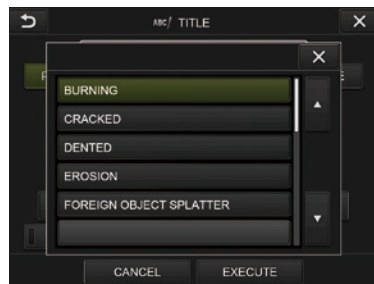 ABC/ TITLE
BURNING
CRACKED
DENTED
EROSION
FOREIGN OBJECT SPLATTER
CANCEL
EXECUTE